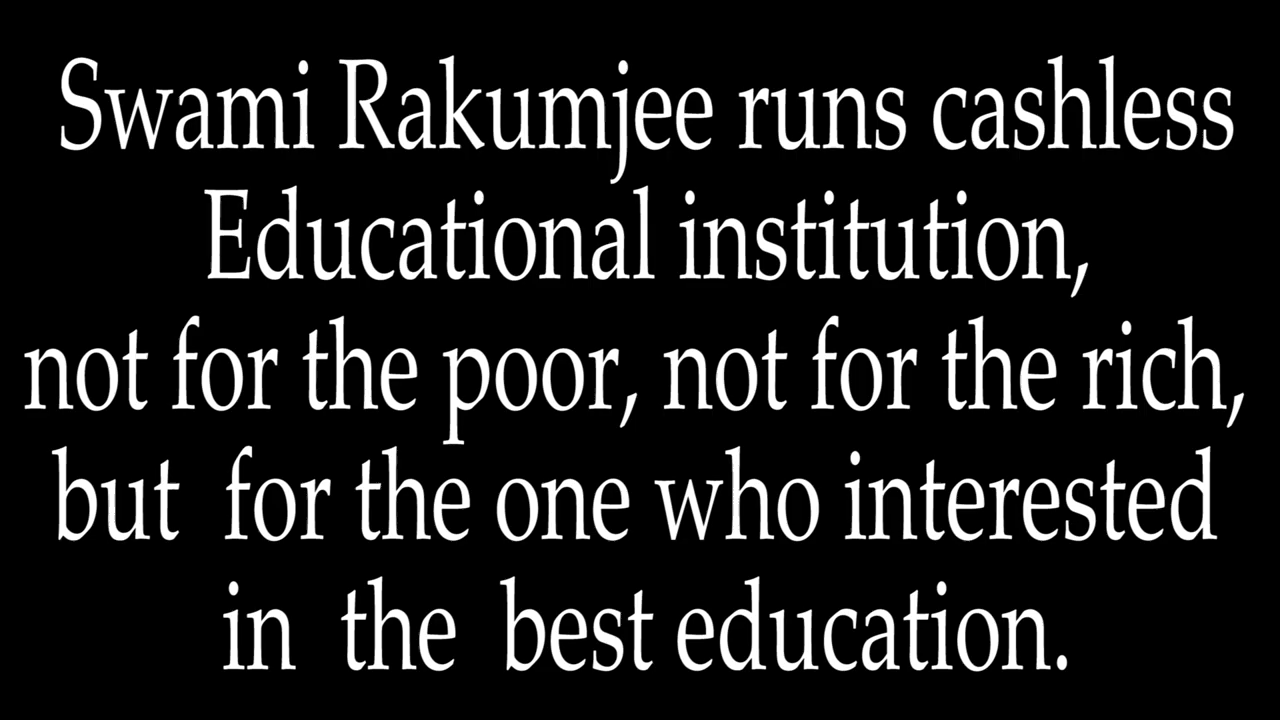 Swami Rakumjee runs cashless
Educational institution,
not for the poor, not for the rich,
but for the one who interested
in the best education.